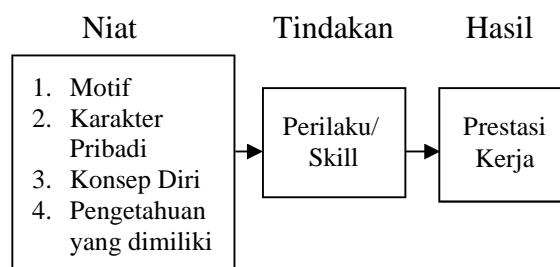 Niat
Tindakan
Hasil
1. Motif
2. Karakter
Pribadi
3. Konsep Diri
4. Pengetahuan
yang dimiliki
Perilaku/
Skill
Prestasi
Kerja